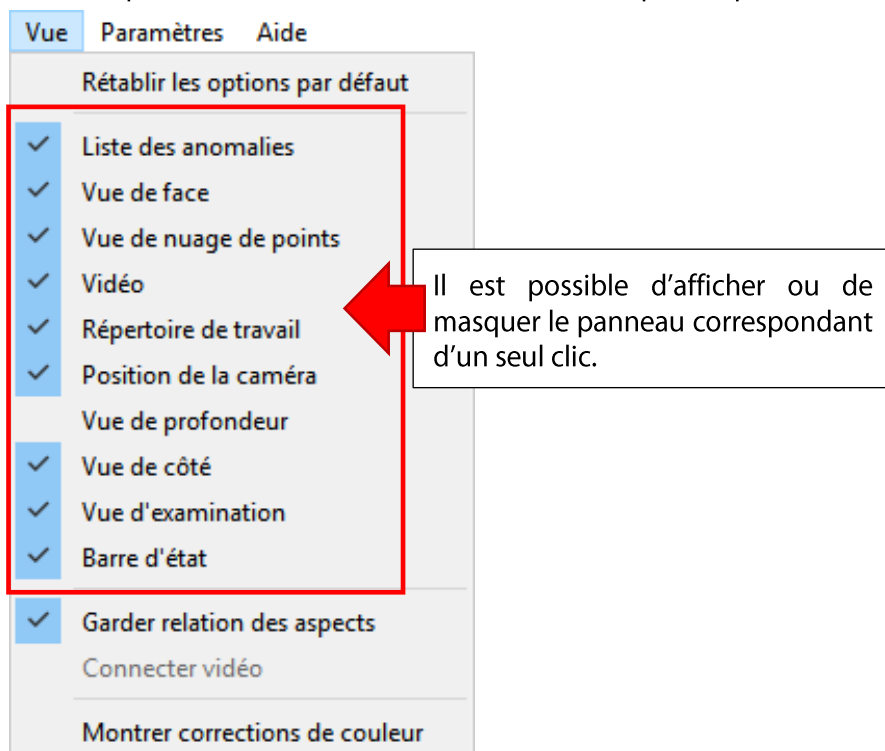 Vue Paramètres Aide
Rétablir les options par défaut
Liste des anomalies
Vue de face
Vue de nuage de points
Vidéo
Répertoire de travail
Position de la caméra
Vue de profondeur
Vue de côté
Vue d'examination
Barre d'état
Garder relation des aspects
Connecter vidéo
Montrer corrections de couleur
Il est possible d’afficher ou de
masquer le panneau correspondant
d’un seul clic.